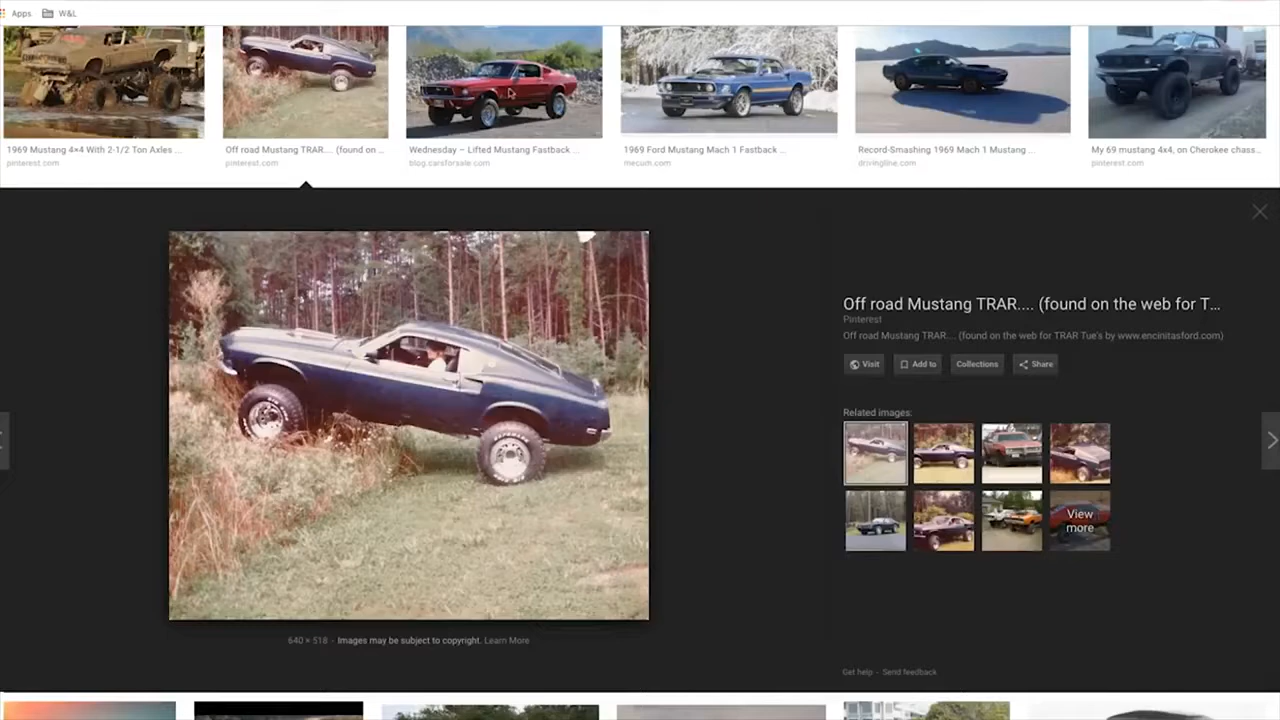 Apps W&L
1969 Mustang 4×4 With 2-1/2 Ton Axles ...
pinterest.com
Off road Mustang TRAR.... (found on ...
pinterest.com
Wednesday – Lifted Mustang Fastback ...
blog.carsforsale.com
1969 Ford Mustang Mach 1 Fastback ...
mecum.com
Record-Smashing 1969 Mach 1 Mustang ...
drivingline.com
My 69 mustang 4x4, on Cherokee chass...
pinterest.com
Off road Mustang TRAR.... (found on the web for T...
Pinterest
Off road Mustang TRAR.... (found on the web for TRAR Tue's by www.encinitasford.com)
Visit Add to Collections Share
Related images:
View
more
640 × 518 - Images may be subject to copyright. Learn More
Get help - Send feedback